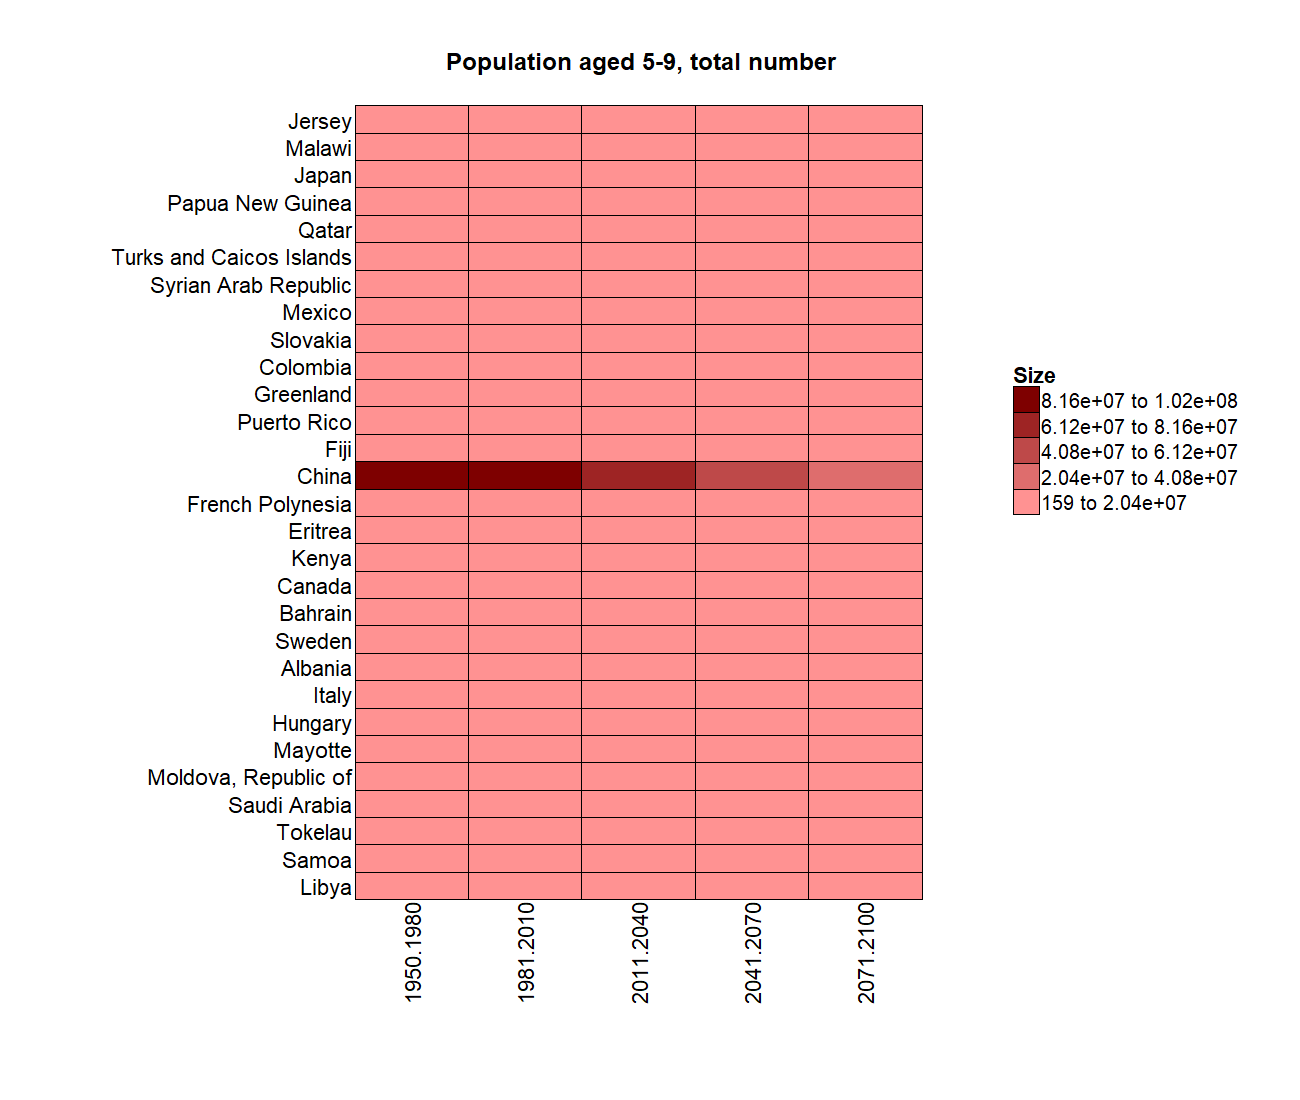 Population aged 5-9, total number
Jersey
Malawi
Japan
Papua New Guinea
Qatar
Turks and Caicos Islands
Syrian Arab Republic
Mexico
Slovakia
Colombia
Greenland
Puerto Rico
Fiji
China
French Polynesia
Eritrea
Kenya
Canada
Bahrain
Sweden
Albania
Italy
Hungary
Mayotte
Moldova, Republic of
Saudi Arabia
Tokelau
Samoa
Libya
1950.1980
1981.2010
2011.2040
2041.2070
2071.2100
Size
8.16e+07 to 1.02e+08
6.12e+07 to 8.16e+07
4.08e+07 to 6.12e+07
2.04e+07 to 4.08e+07
159 to 2.04e+07